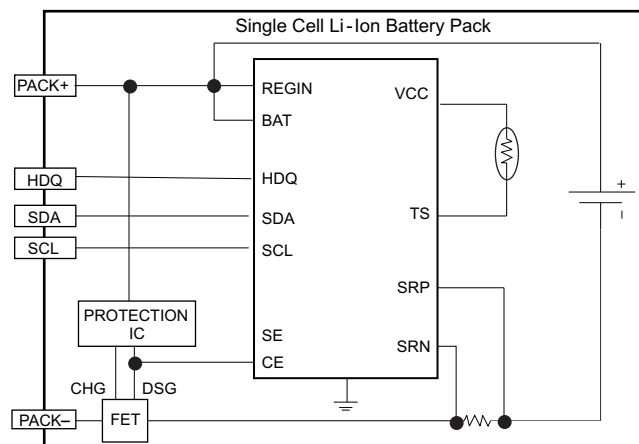 Single Cell Li-Ion Battery Pack
PACK+
REGIN
VCC
BAT
HDQ
HDQ
SDA
SDA
TS
SCL
SCL
+
–
SRP
PROTECTION
IC
SE
SRN
CE
CHG
DSG
PACK–
FET